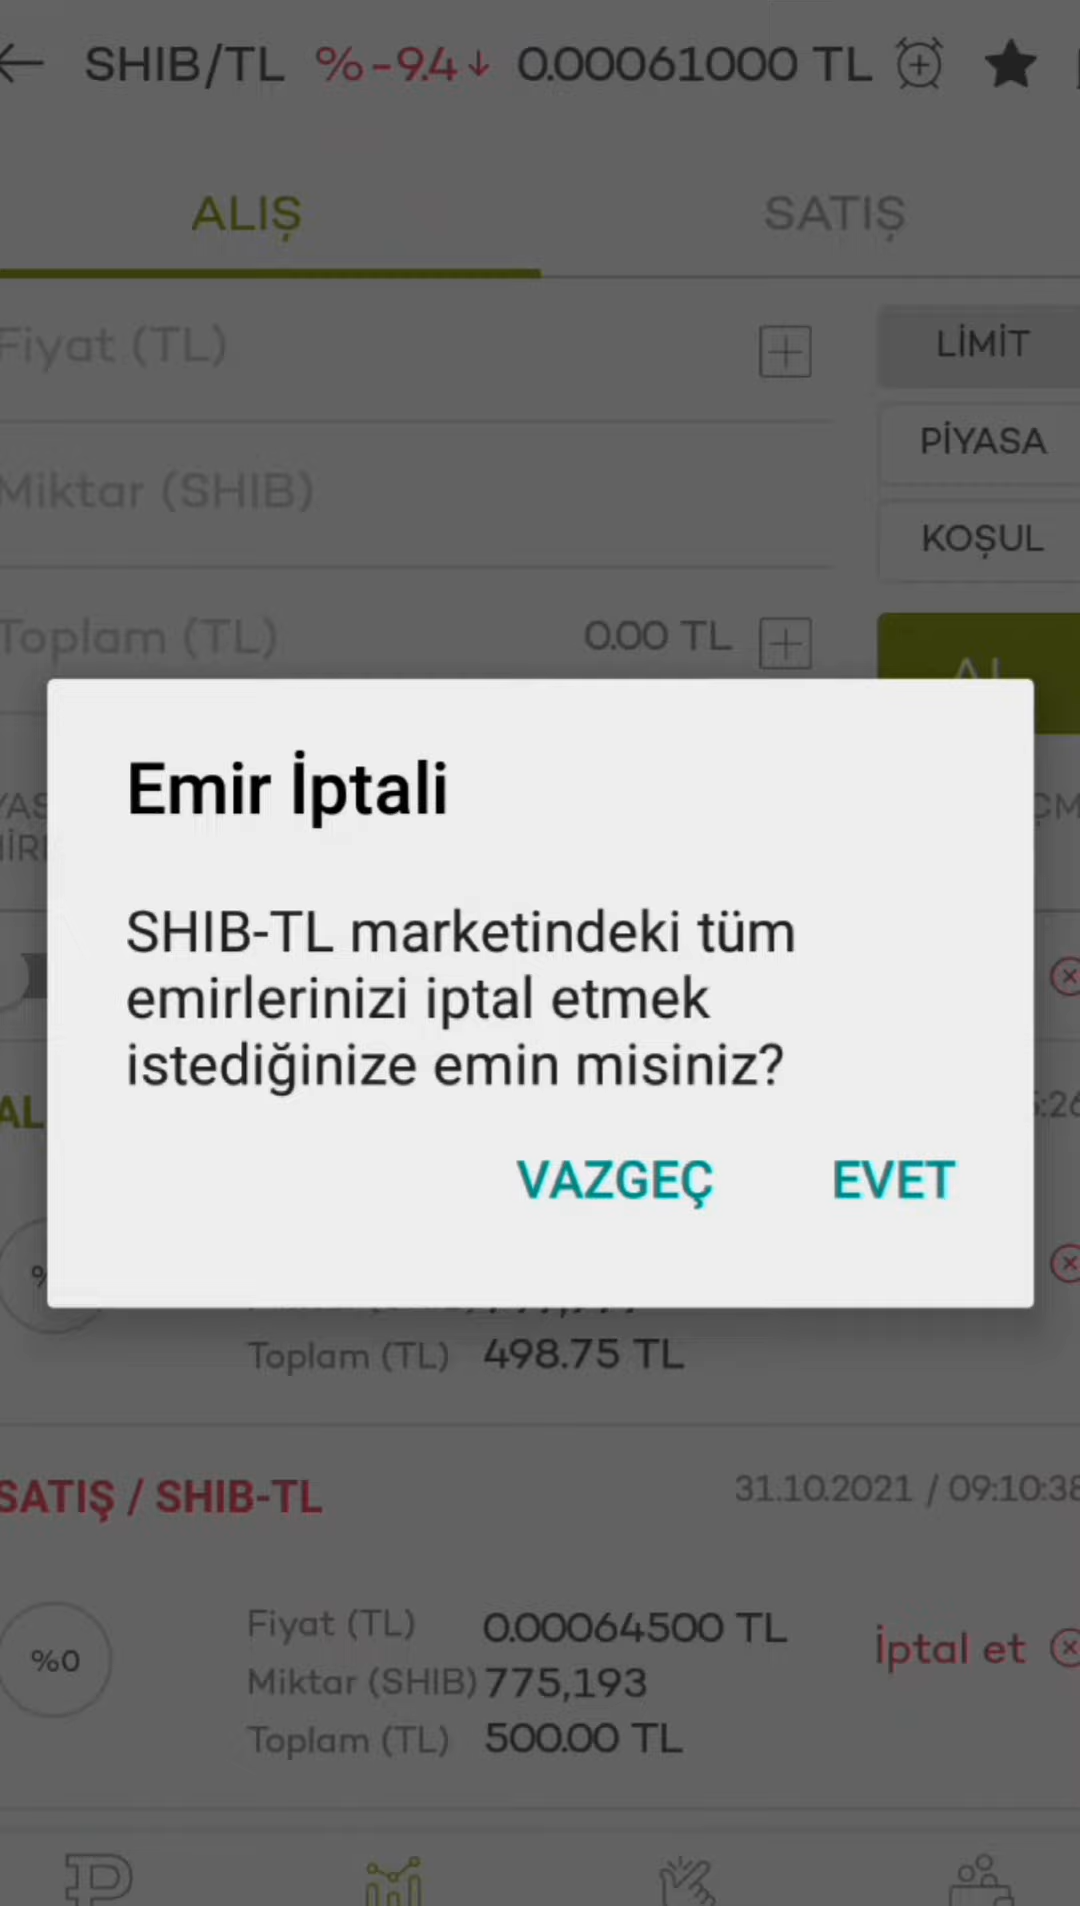 SHIB/TL %-9.4↓ 0.00061000 TL
ALIŞ SATIŞ
Fiyat (TL) LİMİT
PİYASA
Miktar (SHIB)
KOŞUL
Toplam (TL) 0.00 TL
Emir İptali
SHIB-TL marketindeki tüm
emirlerinizi iptal etmek
istediğinize emin misiniz?
VAZGEÇ EVET
Toplam (TL) 498.75 TL
SATIŞ / SHIB-TL 31.10.2021 / 09:10:38
Fiyat (TL) 0.00064500 TL
%0 Miktar (SHIB) 775,193 İptal et
Toplam (TL) 500.00 TL